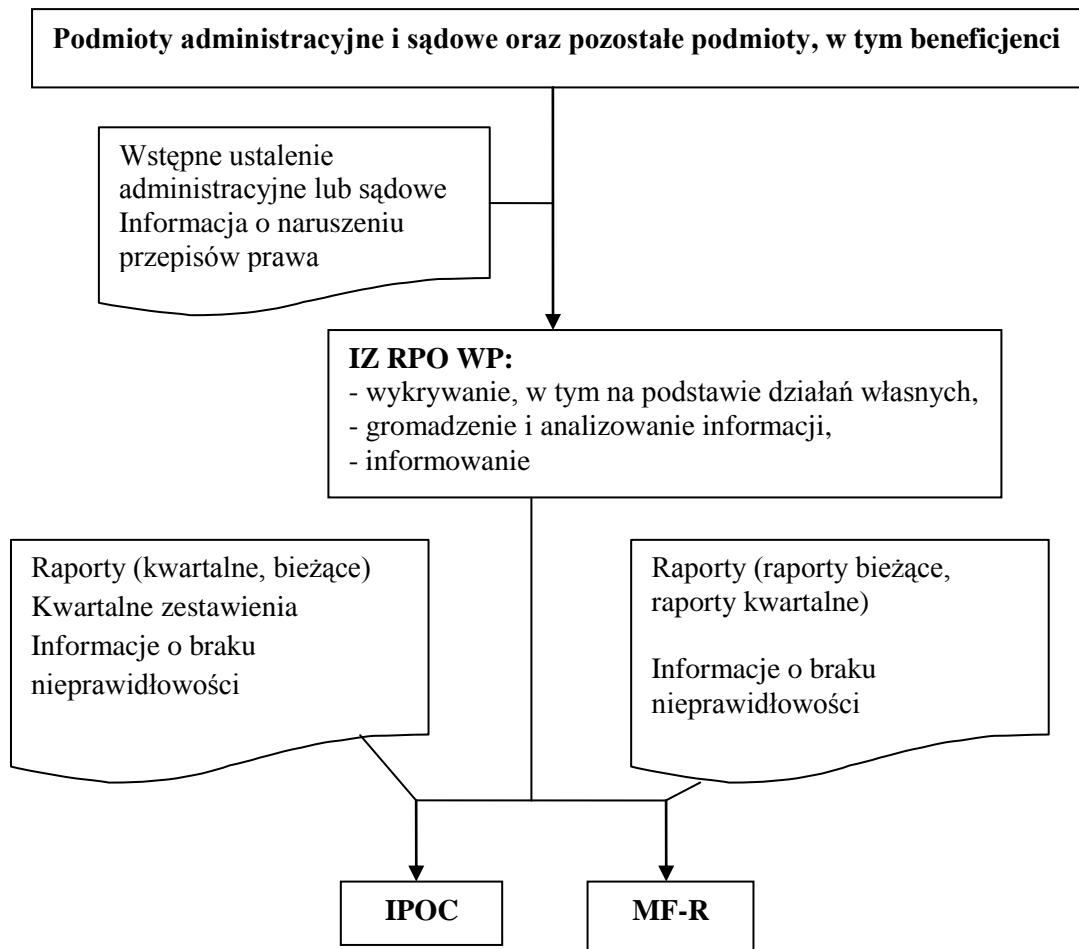 Podmioty administracyjne i sądowe oraz pozostałe podmioty, w tym beneficjenci
Wstępne ustalenie
administracyjne lub sądowe
Informacja o naruszeniu
przepisów prawa
IZ RPO WP:
- wykrywanie, w tym na podstawie działań własnych,
- gromadzenie i analizowanie informacji,
- informowanie
Raporty (kwartalne, bieżące)
Kwartalne zestawienia
Informacje o braku
nieprawidłowości
Raporty (raporty bieżące,
raporty kwartalne)
Informacje o braku
nieprawidłowości
IPOC
MF-R